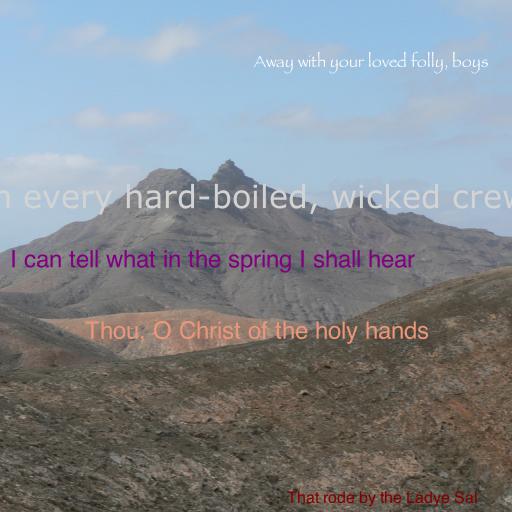 Away with your loved folly, boys
every hard-boiled, wicked
I can tell what in the spring I shall hear
Thou, O Christ of the holy hands
That rode by the Ladye Sal